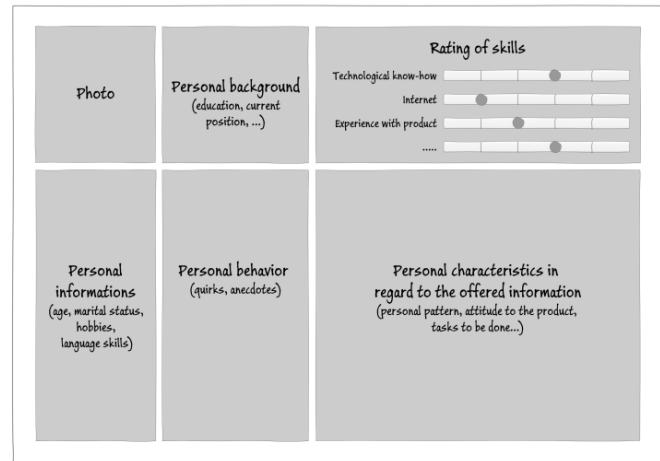 Photo
Personal background
(education, current
position, ...)
Rating of skills
Technological know-how
Internet
Experience with product
.....
Personal
informations
(age, marital status,
hobbies,
language skills)
Personal behavior
(quirks, anecdotes)
Personal characteristics in
regard to the offered information
(personal pattern, attitude to the product,
tasks to be done...)